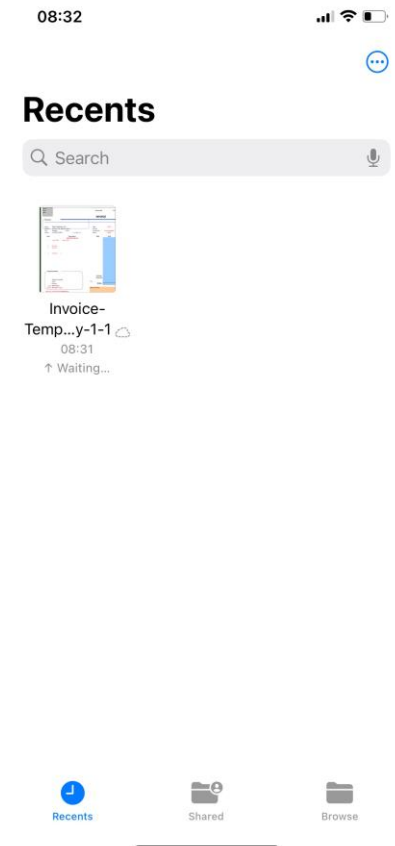 08:32
Recents
Search
Invoice-
Temp...y-1-1
08:31
↑ Waiting...
Recents
Shared
Browse